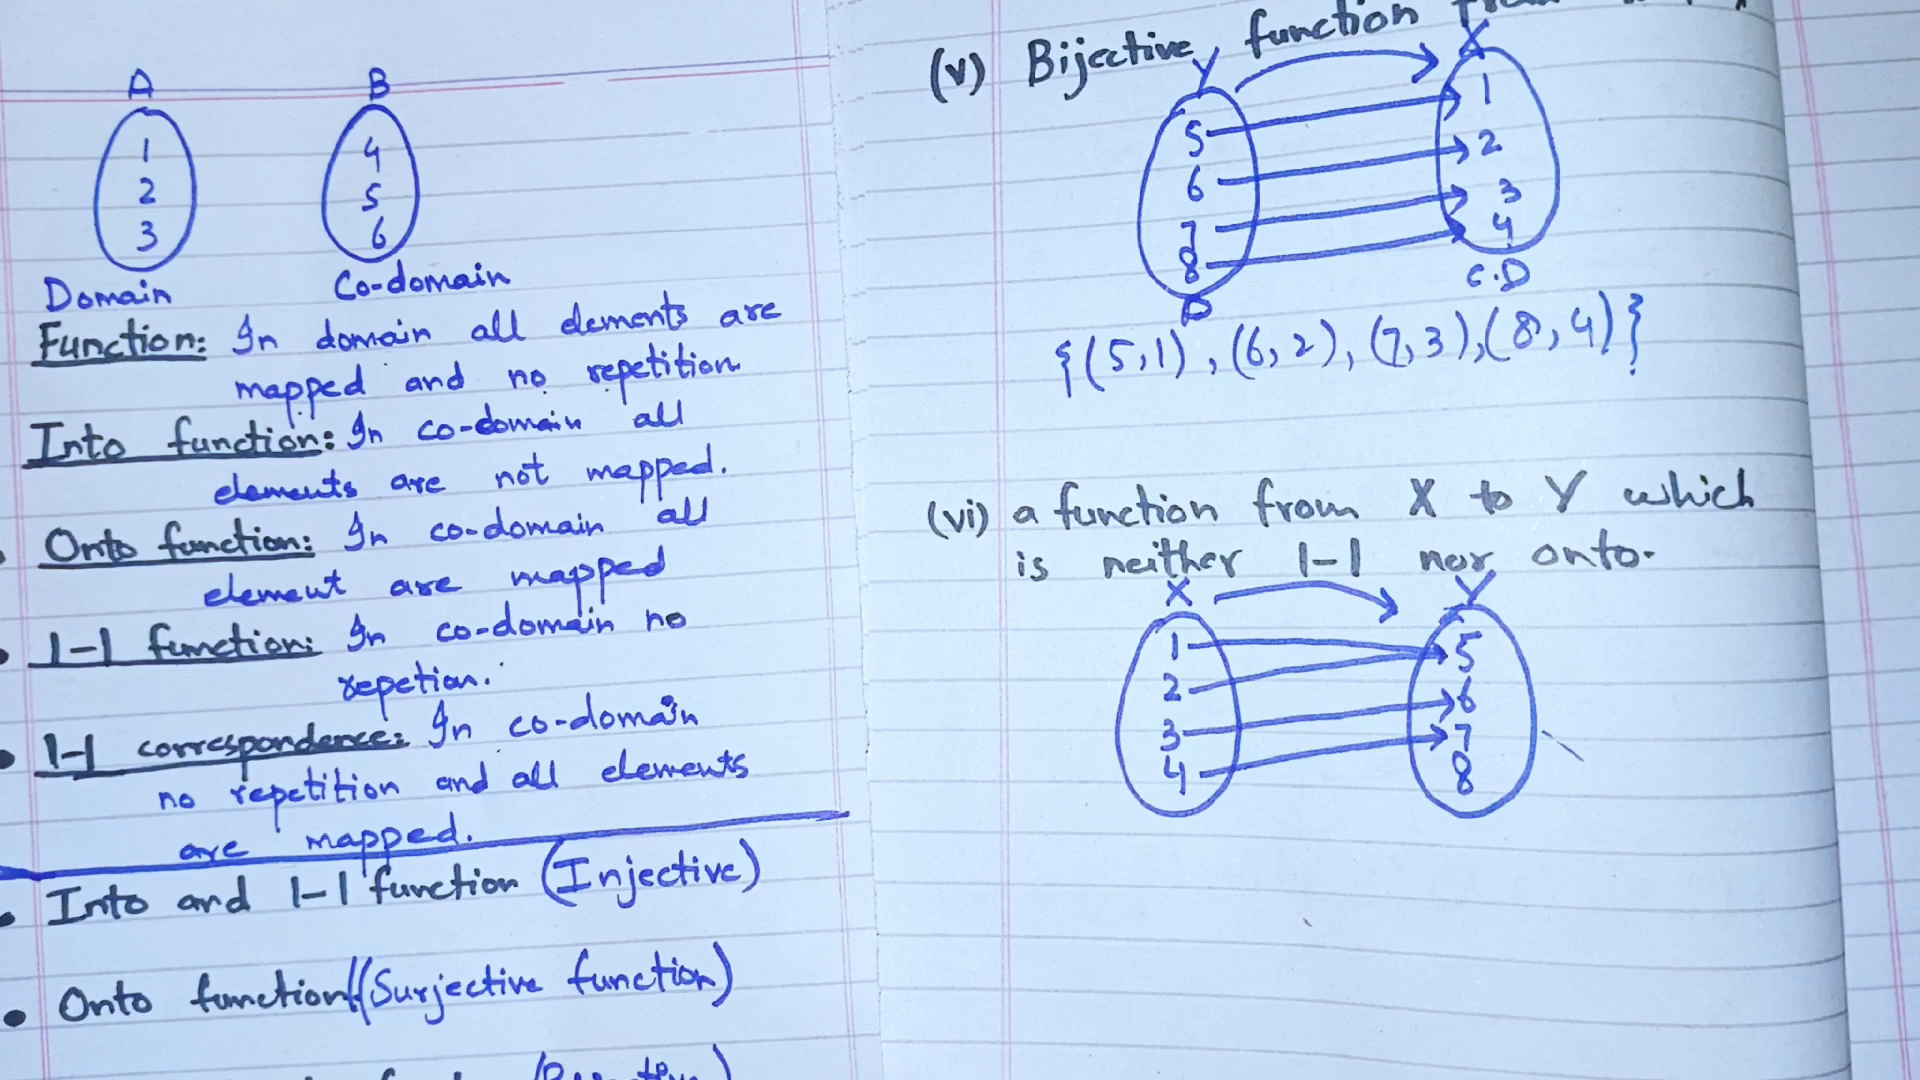 A B
1 4
2 5
3 6
Domain Co-domain
Function: In domain all elements are
mapped and no repetition
Into function: In co-domain all
elements are not mapped.
Onto function: In co-domain all
element are mapped
1-1 function: In co-domain no
repetion.
1-1 correspondence: In co-domain
no repetition and all elements
are mapped.
Into and 1-1 function (Injective)
Onto function (Surjective function)
(v) Bijective function
Y X
5 1
6 2
7 3
8 4
D C.D
{(5,1), (6,2), (7,3), (8,4)}
(vi) a function from X to Y which
is neither 1-1 nor onto.
X Y
1 5
2 6
3 7
4 8